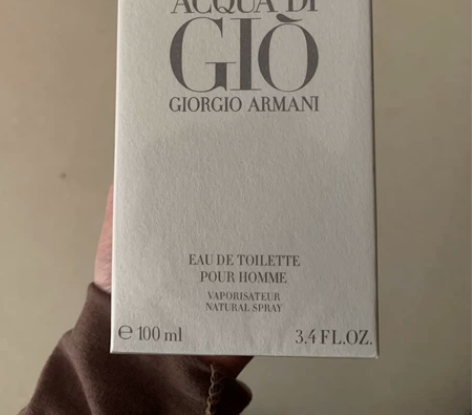 ACQUA DI
GIÒ
GIORGIO ARMANI
EAU DE TOILETTE
POUR HOMME
VAPORISATEUR
NATURAL SPRAY
℮ 100 ml 3.4 FL.OZ.